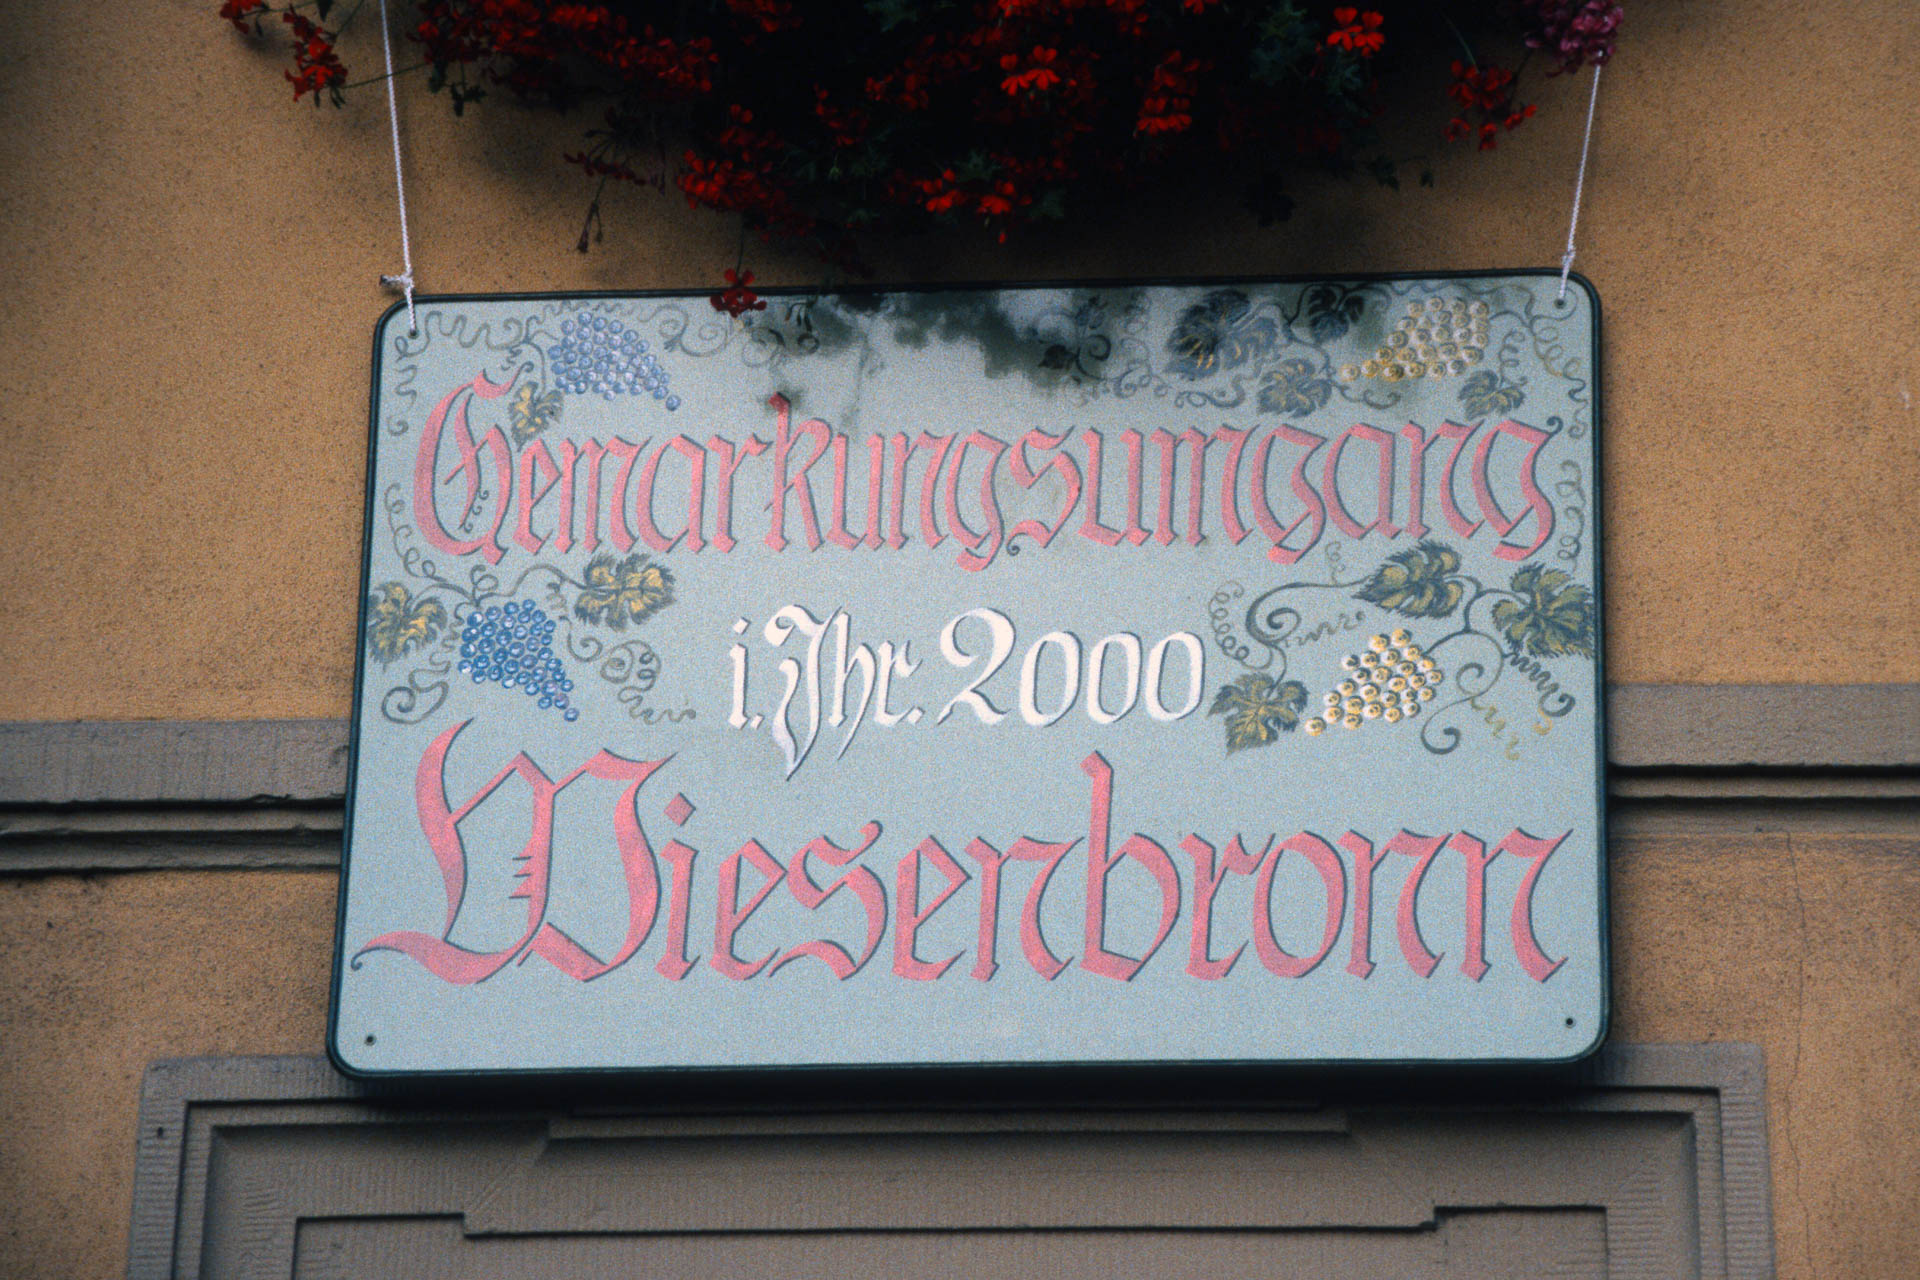 Gemarkungsumgang
i. Jhr. 2000
Wiesenbronn